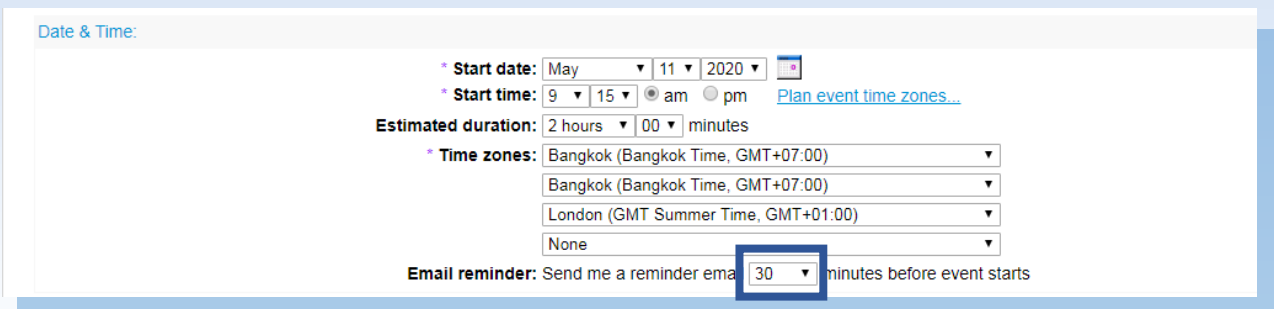 Date & Time:
* Start date: May 11 2020
* Start time: 9 15 am pm Plan event time zones...
Estimated duration: 2 hours 00 minutes
* Time zones: Bangkok (Bangkok Time, GMT+07:00)
Bangkok (Bangkok Time, GMT+07:00)
London (GMT Summer Time, GMT+01:00)
None
Email reminder: Send me a reminder ema 30 minutes before event starts